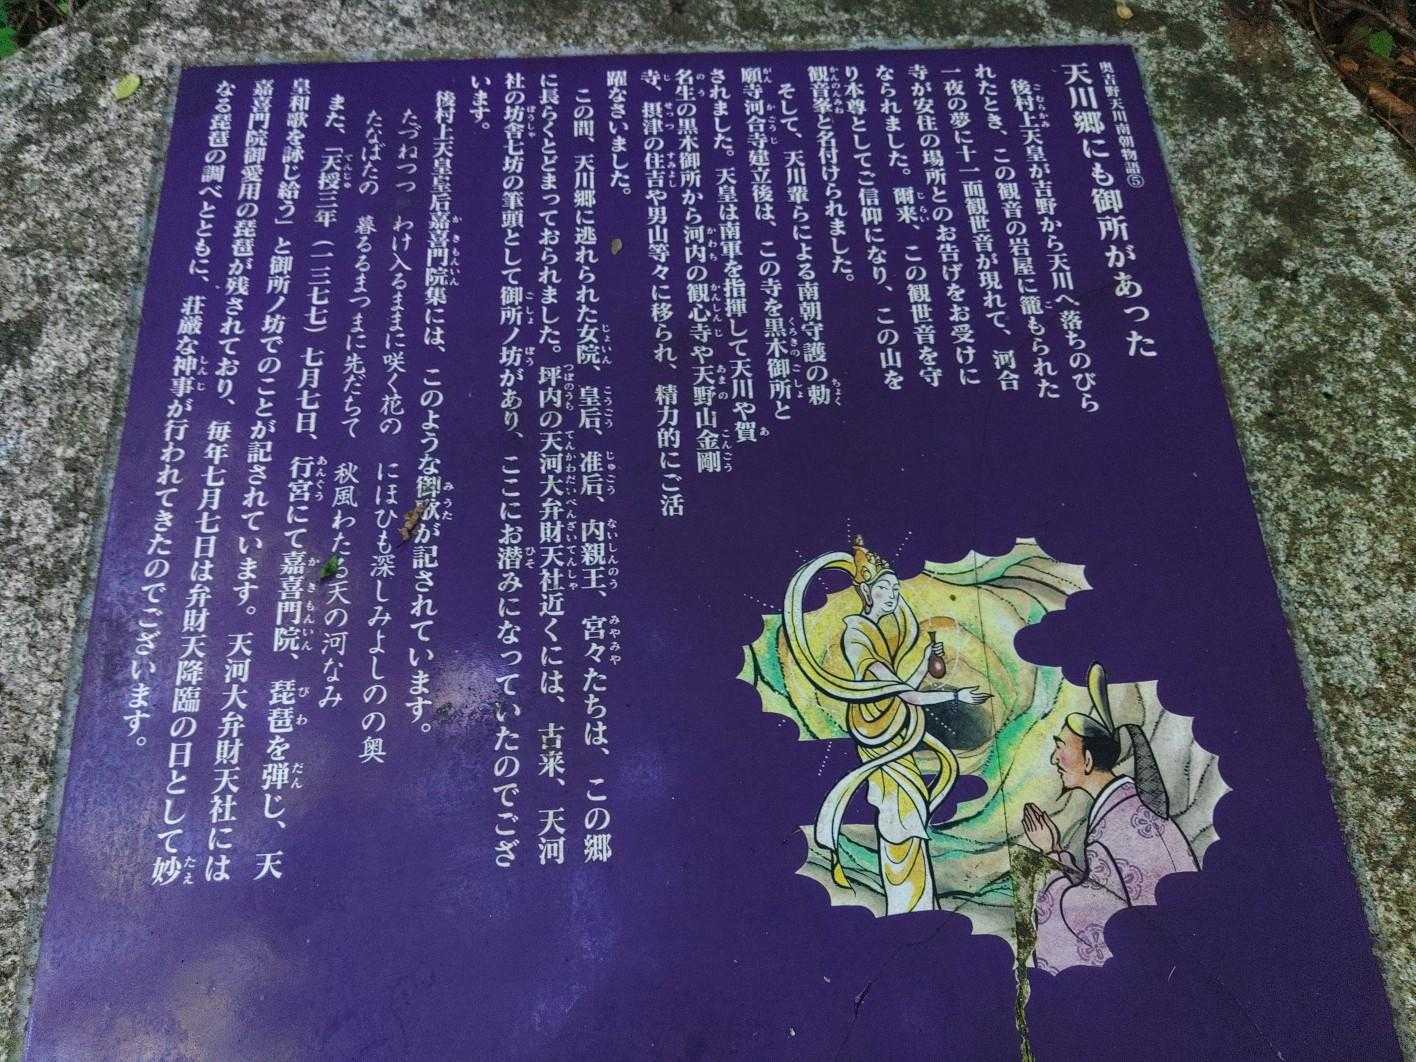 奥吉野天川南朝物語⑤
天川郷にも御所があった
後村上天皇が吉野から天川へ落ちのびら
れたとき、この観音の岩屋に籠もられた
一夜の夢に十一面観世音が現れて、河合
寺が安住の場所とのお告げをお受けに
なられました。爾来、この観世音を守
り本尊としてご信仰になり、この山を
観音峯と名付けられました。
そして、天川輩らによる南朝守護の勅
願寺河合寺建立後は、この寺を黒木御所と
されました。天皇は南軍を指揮して天川や賀
名生の黒木御所から河内の観心寺や天野山金剛
寺、摂津の住吉や男山等々に移られ、精力的にご活
躍なさいました。
この間、天川郷に逃れられた女院、皇后、准后、内親王、宮々たちは、この郷
に長らくとどまっておられました。坪内の天河大弁財天社近くには、古来、天河
社の坊舎七坊の筆頭として御所ノ坊があり、ここにお潜みになっていたのでござ
います。
後村上天皇皇后嘉喜門院集には、このような御歌が記されています。
たづねつつ わけ入るままに咲く花の にほひも深しみよしのの奥
たなばたの 暮るるまつまに先だちて 秋風わたる天の河なみ
また、「天授三年（一三七七）七月七日、行宮にて嘉喜門院、琵琶を弾じ、天
皇和歌を詠じ給う」と御所ノ坊でのことが記されています。天河大弁財天社には
嘉喜門院御愛用の琵琶が残されており、毎年七月七日は弁財天降臨の日として妙
なる琵琶の調べとともに、荘厳な神事が行われてきたのでございます。